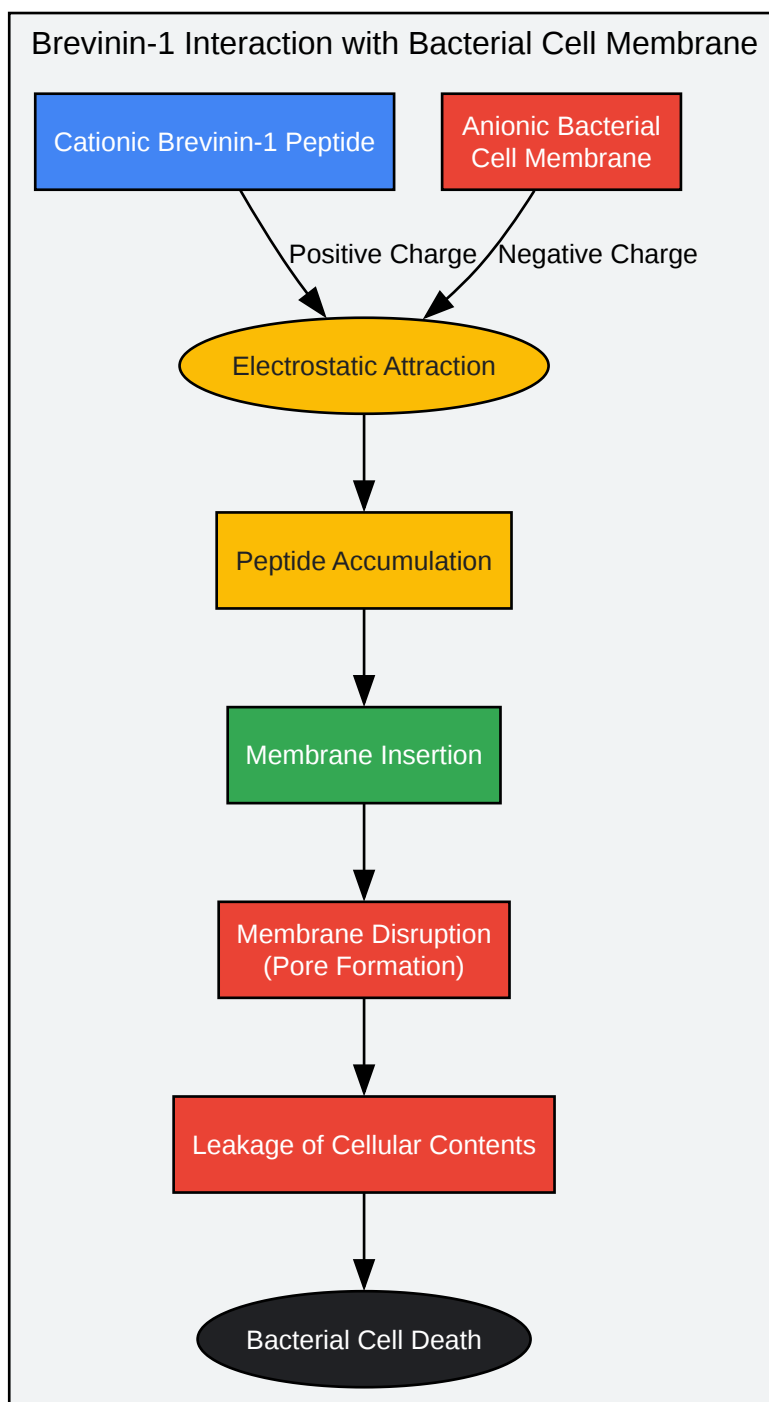 Brevinin-1 Interaction with Bacterial Cell Membrane
Cationic Brevinin-1 Peptide
Anionic Bacterial
Cell Membrane
Positive Charge
Negative Charge
Electrostatic Attraction
Peptide Accumulation
Membrane Insertion
Membrane Disruption
(Pore Formation)
Leakage of Cellular Contents
Bacterial Cell Death